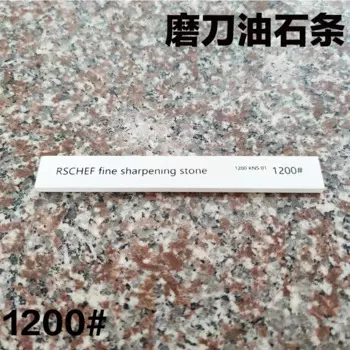 磨刀油石条
RSCHEF fine sharpening stone 1200 KNS 01 1200#
1200#